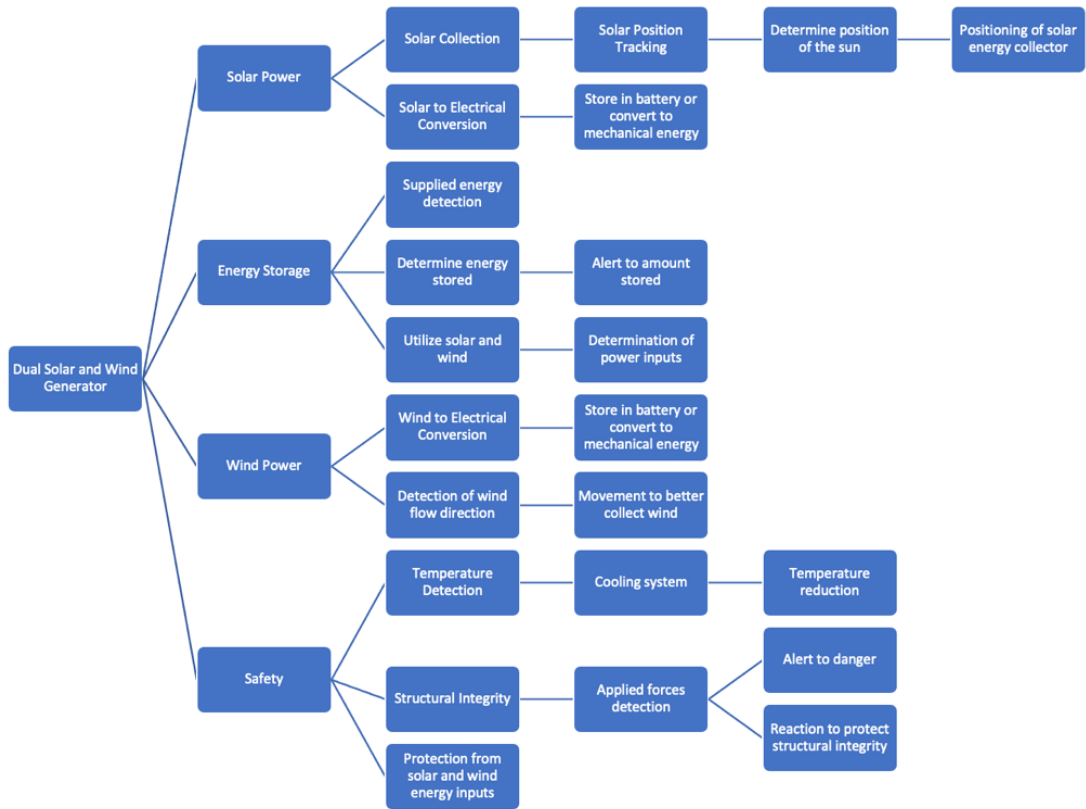 Dual Solar and Wind
Generator
Solar Power
Solar Collection
Solar Position
Tracking
Determine position
of the sun
Positioning of solar
energy collector
Solar to Electrical
Conversion
Store in battery or
convert to
mechanical energy
Energy Storage
Supplied energy
detection
Determine energy
stored
Alert to amount
stored
Utilize solar and
wind
Determination of
power inputs
Wind Power
Wind to Electrical
Conversion
Store in battery or
convert to
mechanical energy
Detection of wind
flow direction
Movement to better
collect wind
Safety
Temperature
Detection
Cooling system
Temperature
reduction
Structural Integrity
Applied forces
detection
Alert to danger
Reaction to protect
structural integrity
Protection from
solar and wind
energy inputs